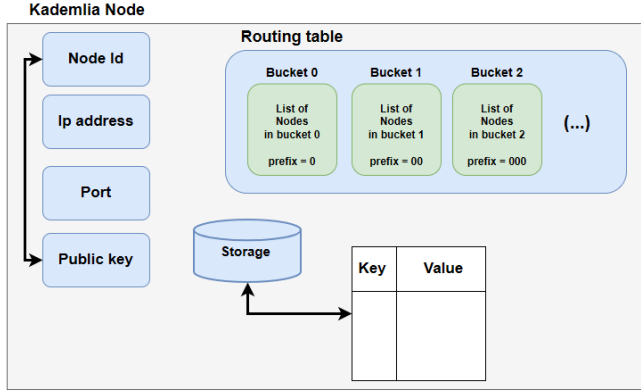 Kademlia Node
Node Id
Ip address
Port
Public key
Routing table
Bucket 0
List of
Nodes
in bucket 0
prefix = 0
Bucket 1
List of
Nodes
in bucket 1
prefix = 00
Bucket 2
List of
Nodes
in bucket 2
prefix = 000
(...)
Storage
Key
Value